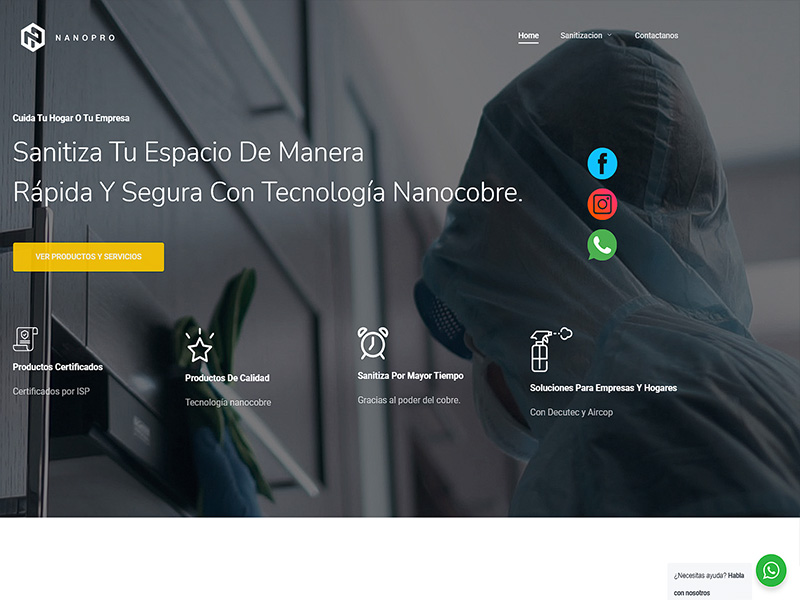 NANOPRO
Home
Sanitizacion
Contactanos
Cuida Tu Hogar O Tu Empresa
Sanitiza Tu Espacio De Manera
Rápida Y Segura Con Tecnología Nanocobre.
VER PRODUCTOS Y SERVICIOS
Productos Certificados
Certificados por ISP
Productos De Calidad
Tecnología nanocobre
Sanitiza Por Mayor Tiempo
Gracias al poder del cobre.
Soluciones Para Empresas Y Hogares
Con Decutec y Aircop
¿Necesitas ayuda? Habla
con nosotros